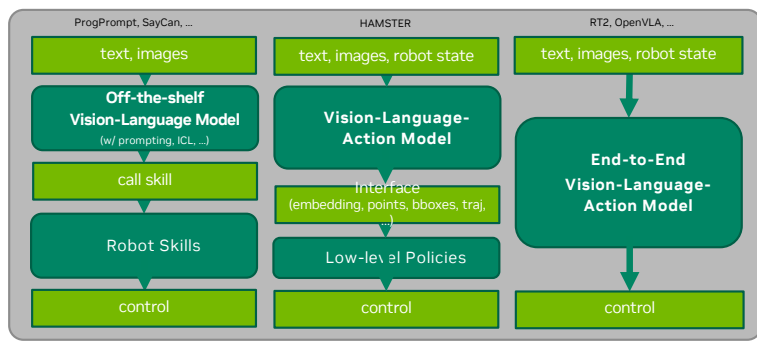 ProgPrompt, SayCan, ...
text, images
Off-the-shelf
Vision-Language Model
(w/ prompting, ICL, ...)
call skill
Robot Skills
control
HAMSTER
text, images, robot state
Vision-Language-
Action Model
Interface
(embedding, points, bboxes, traj,
...)
Low-level Policies
control
RT2, OpenVLA, ...
text, images, robot state
End-to-End
Vision-Language-
Action Model
control